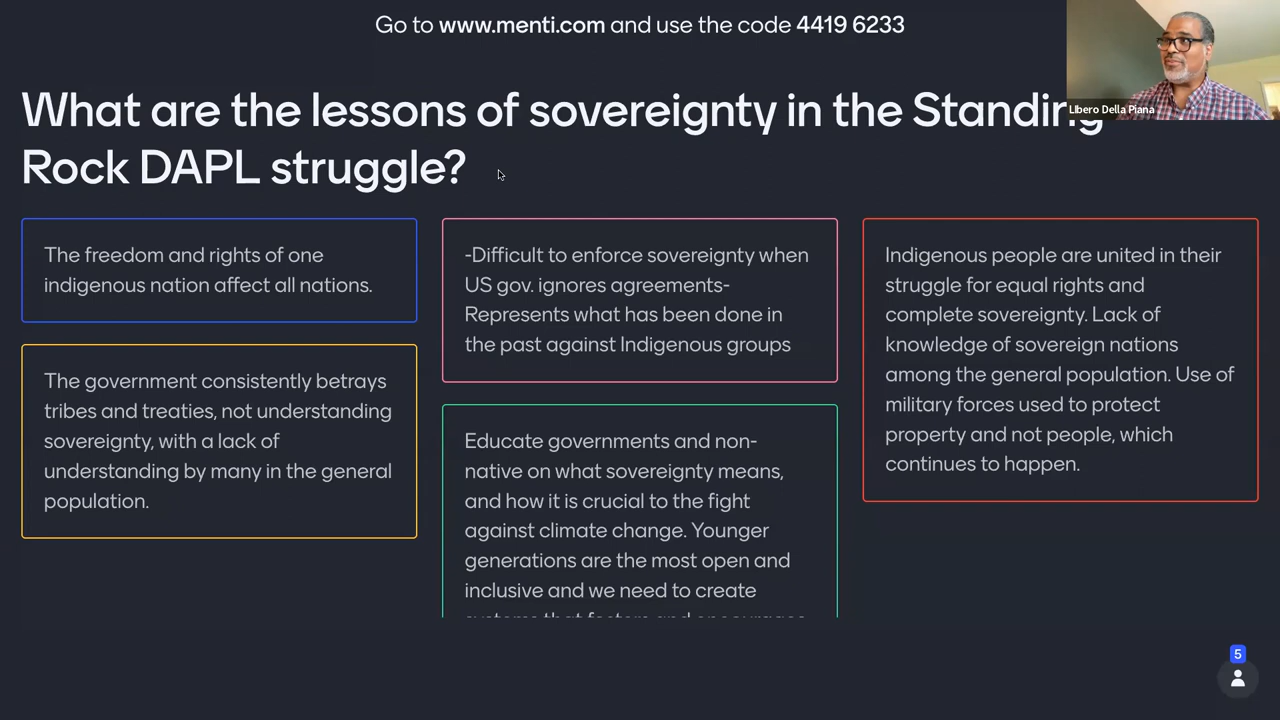 Go to www.menti.com and use the code 4419 6233
Libero Della Piana
What are the lessons of sovereignty in the Standing
Rock DAPL struggle?
The freedom and rights of one
indigenous nation affect all nations.
The government consistently betrays
tribes and treaties, not understanding
sovereignty, with a lack of
understanding by many in the general
population.
-Difficult to enforce sovereignty when
US gov. ignores agreements-
Represents what has been done in
the past against Indigenous groups
Educate governments and non-
native on what sovereignty means,
and how it is crucial to the fight
against climate change. Younger
generations are the most open and
inclusive and we need to create
systems that fosters and encourages
Indigenous people are united in their
struggle for equal rights and
complete sovereignty. Lack of
knowledge of sovereign nations
among the general population. Use of
military forces used to protect
property and not people, which
continues to happen.
5